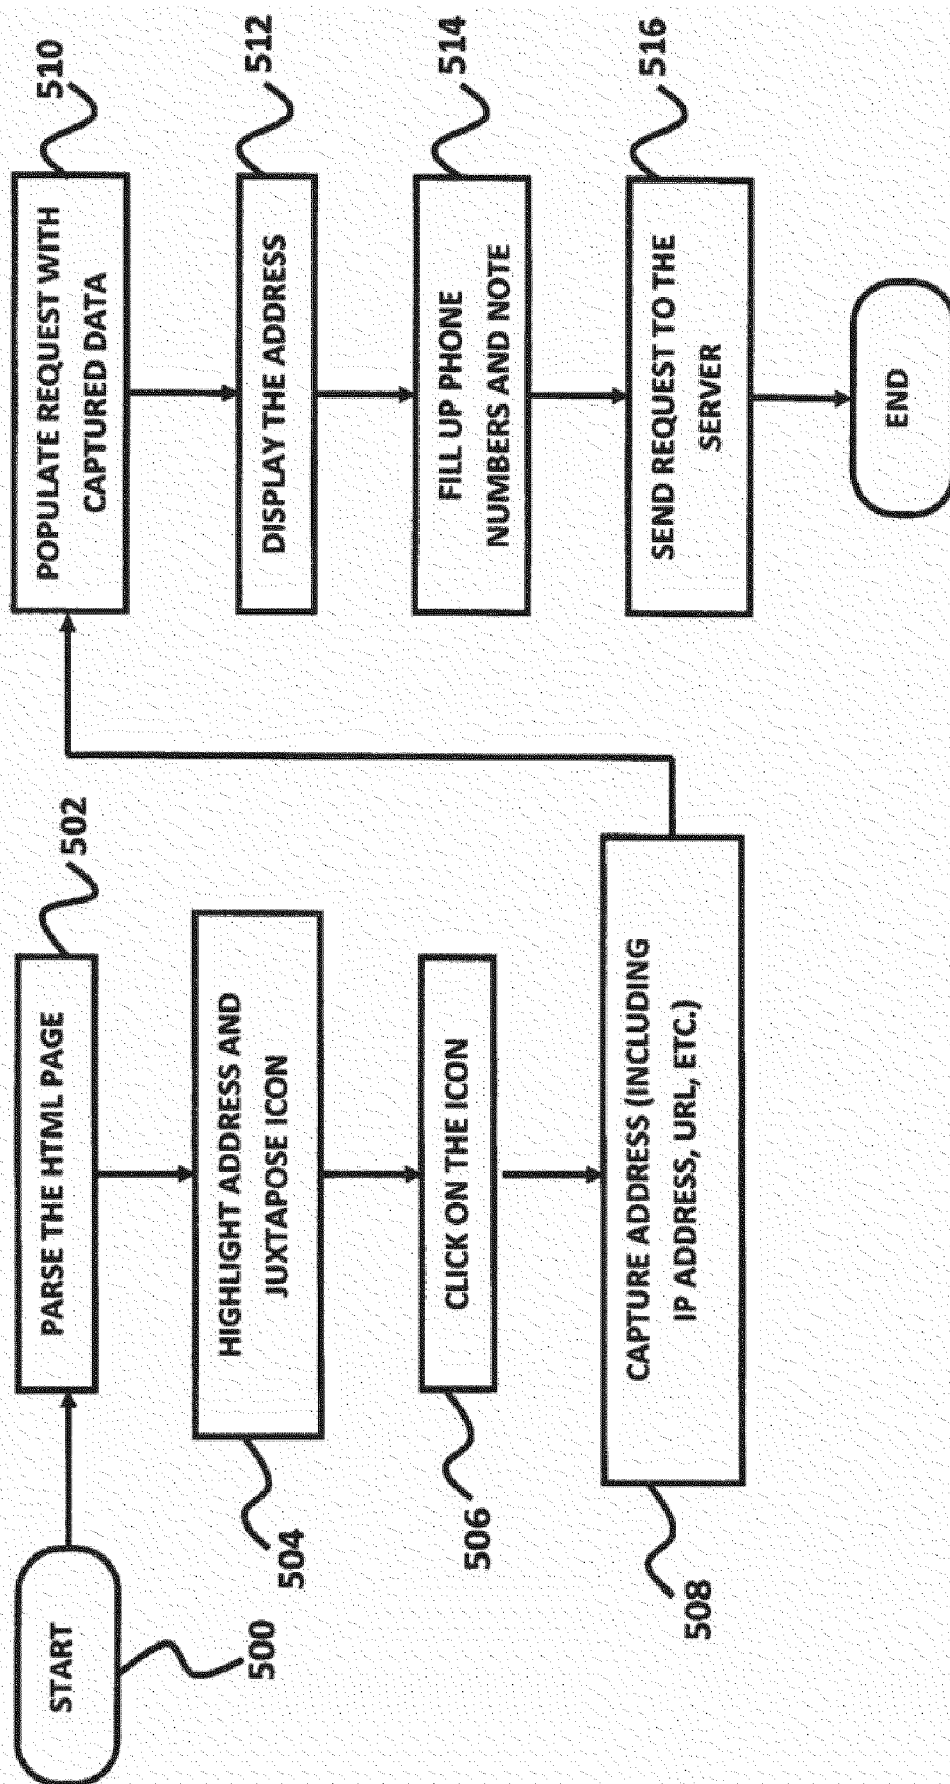 START
500
PARSE THE HTML PAGE
502
HIGHLIGHT ADDRESS AND
JUXTAPOSE ICON
504
CLICK ON THE ICON
506
CAPTURE ADDRESS (INCLUDING
IP ADDRESS, URL, ETC.)
508
POPULATE REQUEST WITH
CAPTURED DATA
510
DISPLAY THE ADDRESS
512
FILL UP PHONE
NUMBERS AND NOTE
514
SEND REQUEST TO THE
SERVER
516
END